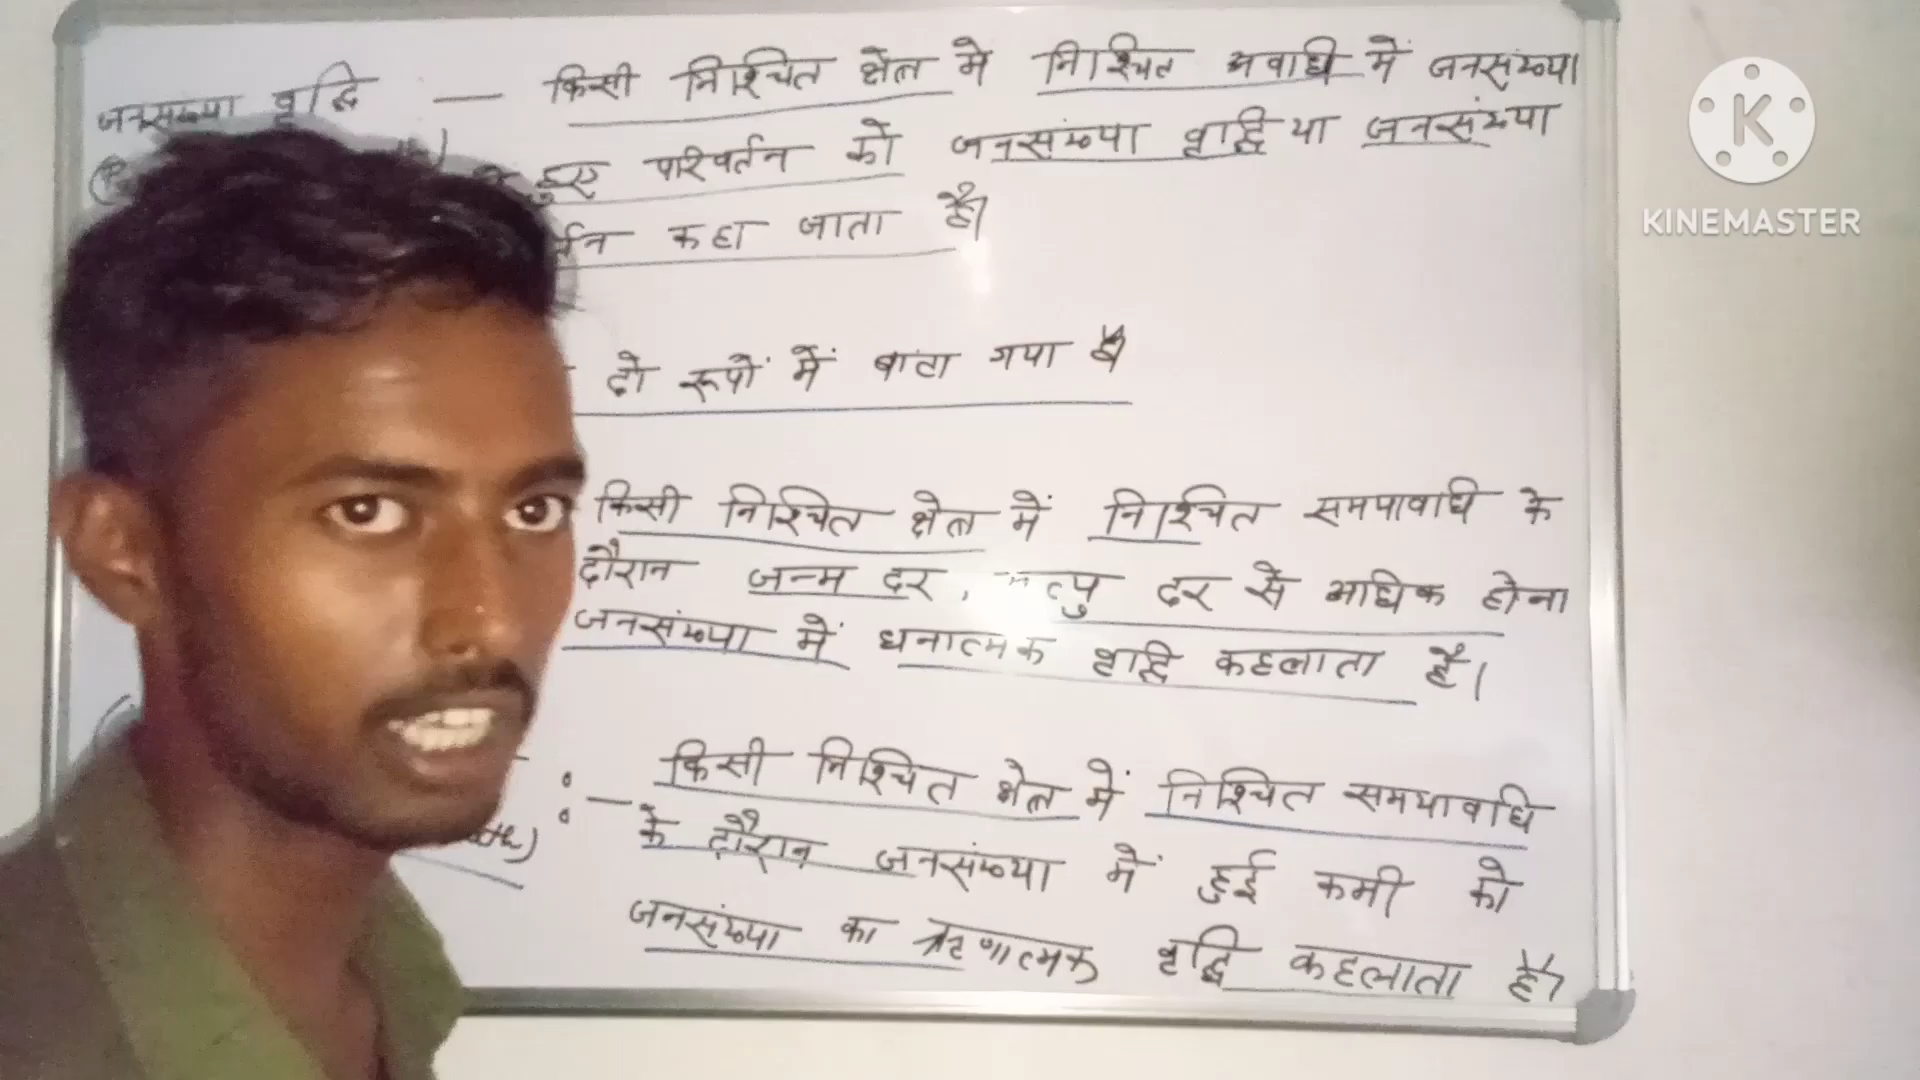 जनसंख्या वृद्धि — किसी निश्चित क्षेत्र में निश्चित अवधि में जनसंख्या
हुए परिवर्तन को जनसंख्या वृद्धि या जनसंख्या
कहा जाता है।
दो रूपों में बांटा गया है
किसी निश्चित क्षेत्र में निश्चित समयावधि के
दौरान जन्म दर, मृत्यु दर से अधिक होना
जनसंख्या में धनात्मक वृद्धि कहलाता है।
:— किसी निश्चित क्षेत्र में निश्चित समयावधि
के दौरान जनसंख्या में हुई कमी को
जनसंख्या का ऋणात्मक वृद्धि कहलाता है।
K
KINEMASTER